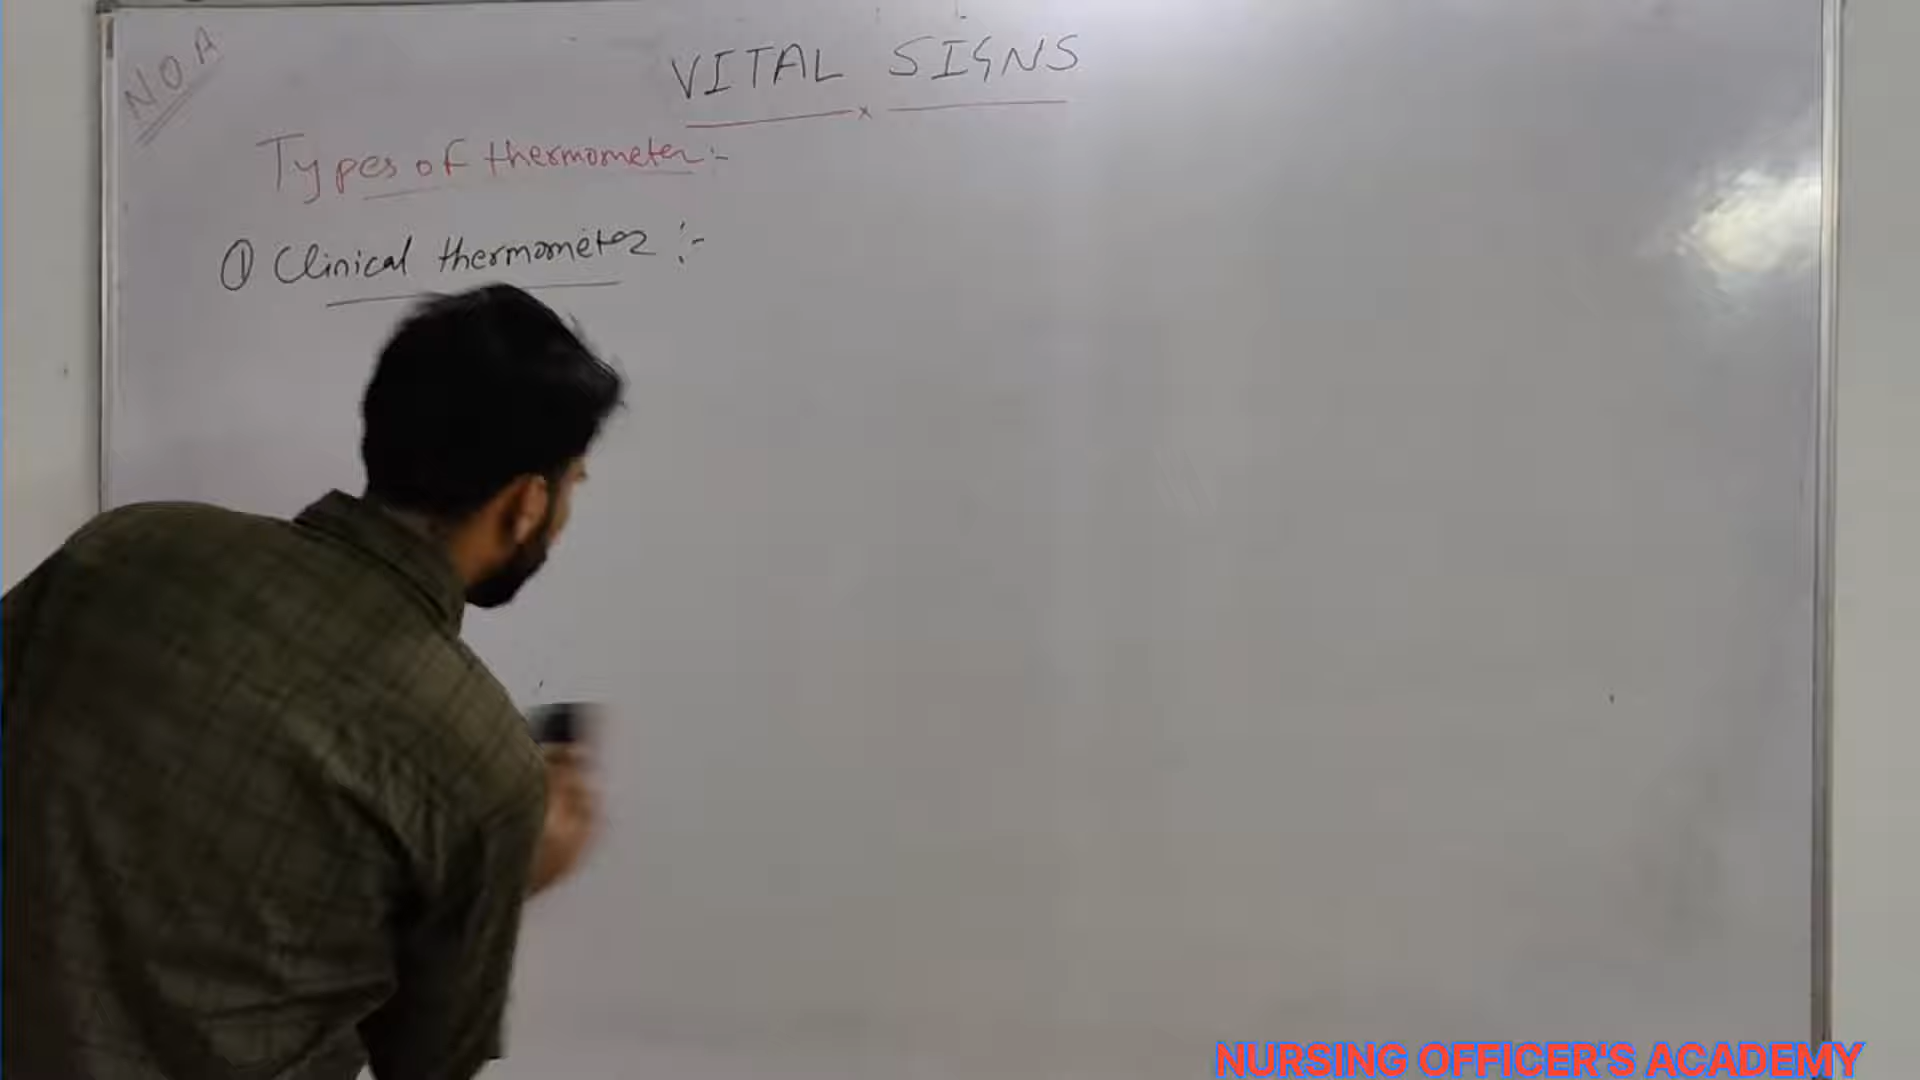 NOA
VITAL SIGNS
Types of thermometer :-
① Clinical thermometer :-
NURSING OFFICER'S ACADEMY